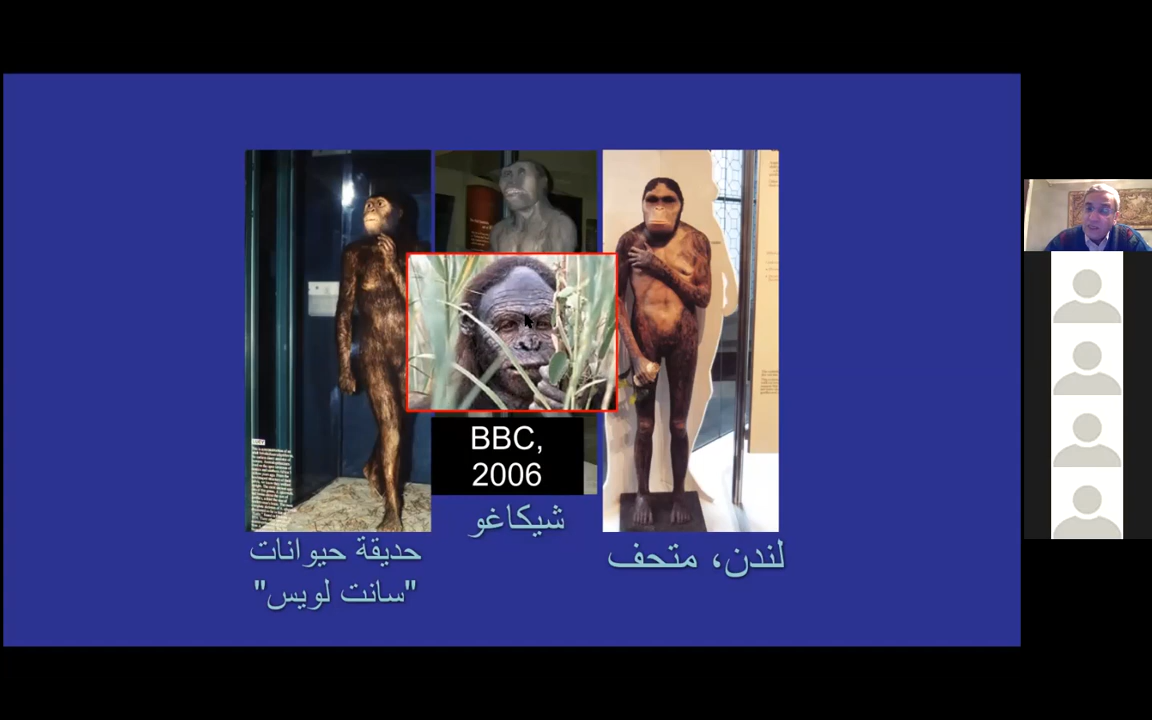 BBC,
2006
شيكاغو
لندن، متحف
حديقة حيوانات
"سانت لويس"